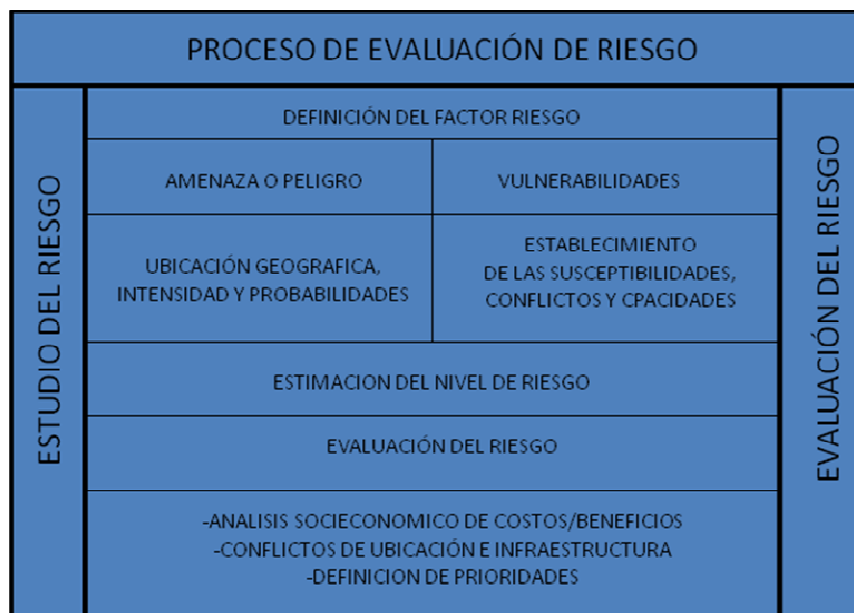 PROCESO DE EVALUACIÓN DE RIESGO
ESTUDIO DEL RIESGO
DEFINICIÓN DEL FACTOR RIESGO
AMENAZA O PELIGRO
VULNERABILIDADES
UBICACIÓN GEOGRAFICA,
INTENSIDAD Y PROBABILIDADES
ESTABLECIMIENTO
DE LAS SUSCEPTIBILIDADES,
CONFLICTOS Y CPACIDADES
ESTIMACION DEL NIVEL DE RIESGO
EVALUACIÓN DEL RIESGO
-ANALISIS SOCIECONOMICO DE COSTOS/BENEFICIOS
-CONFLICTOS DE UBICACIÓN E INFRAESTRUCTURA
-DEFINICION DE PRIORIDADES
EVALUACIÓN DEL RIESGO